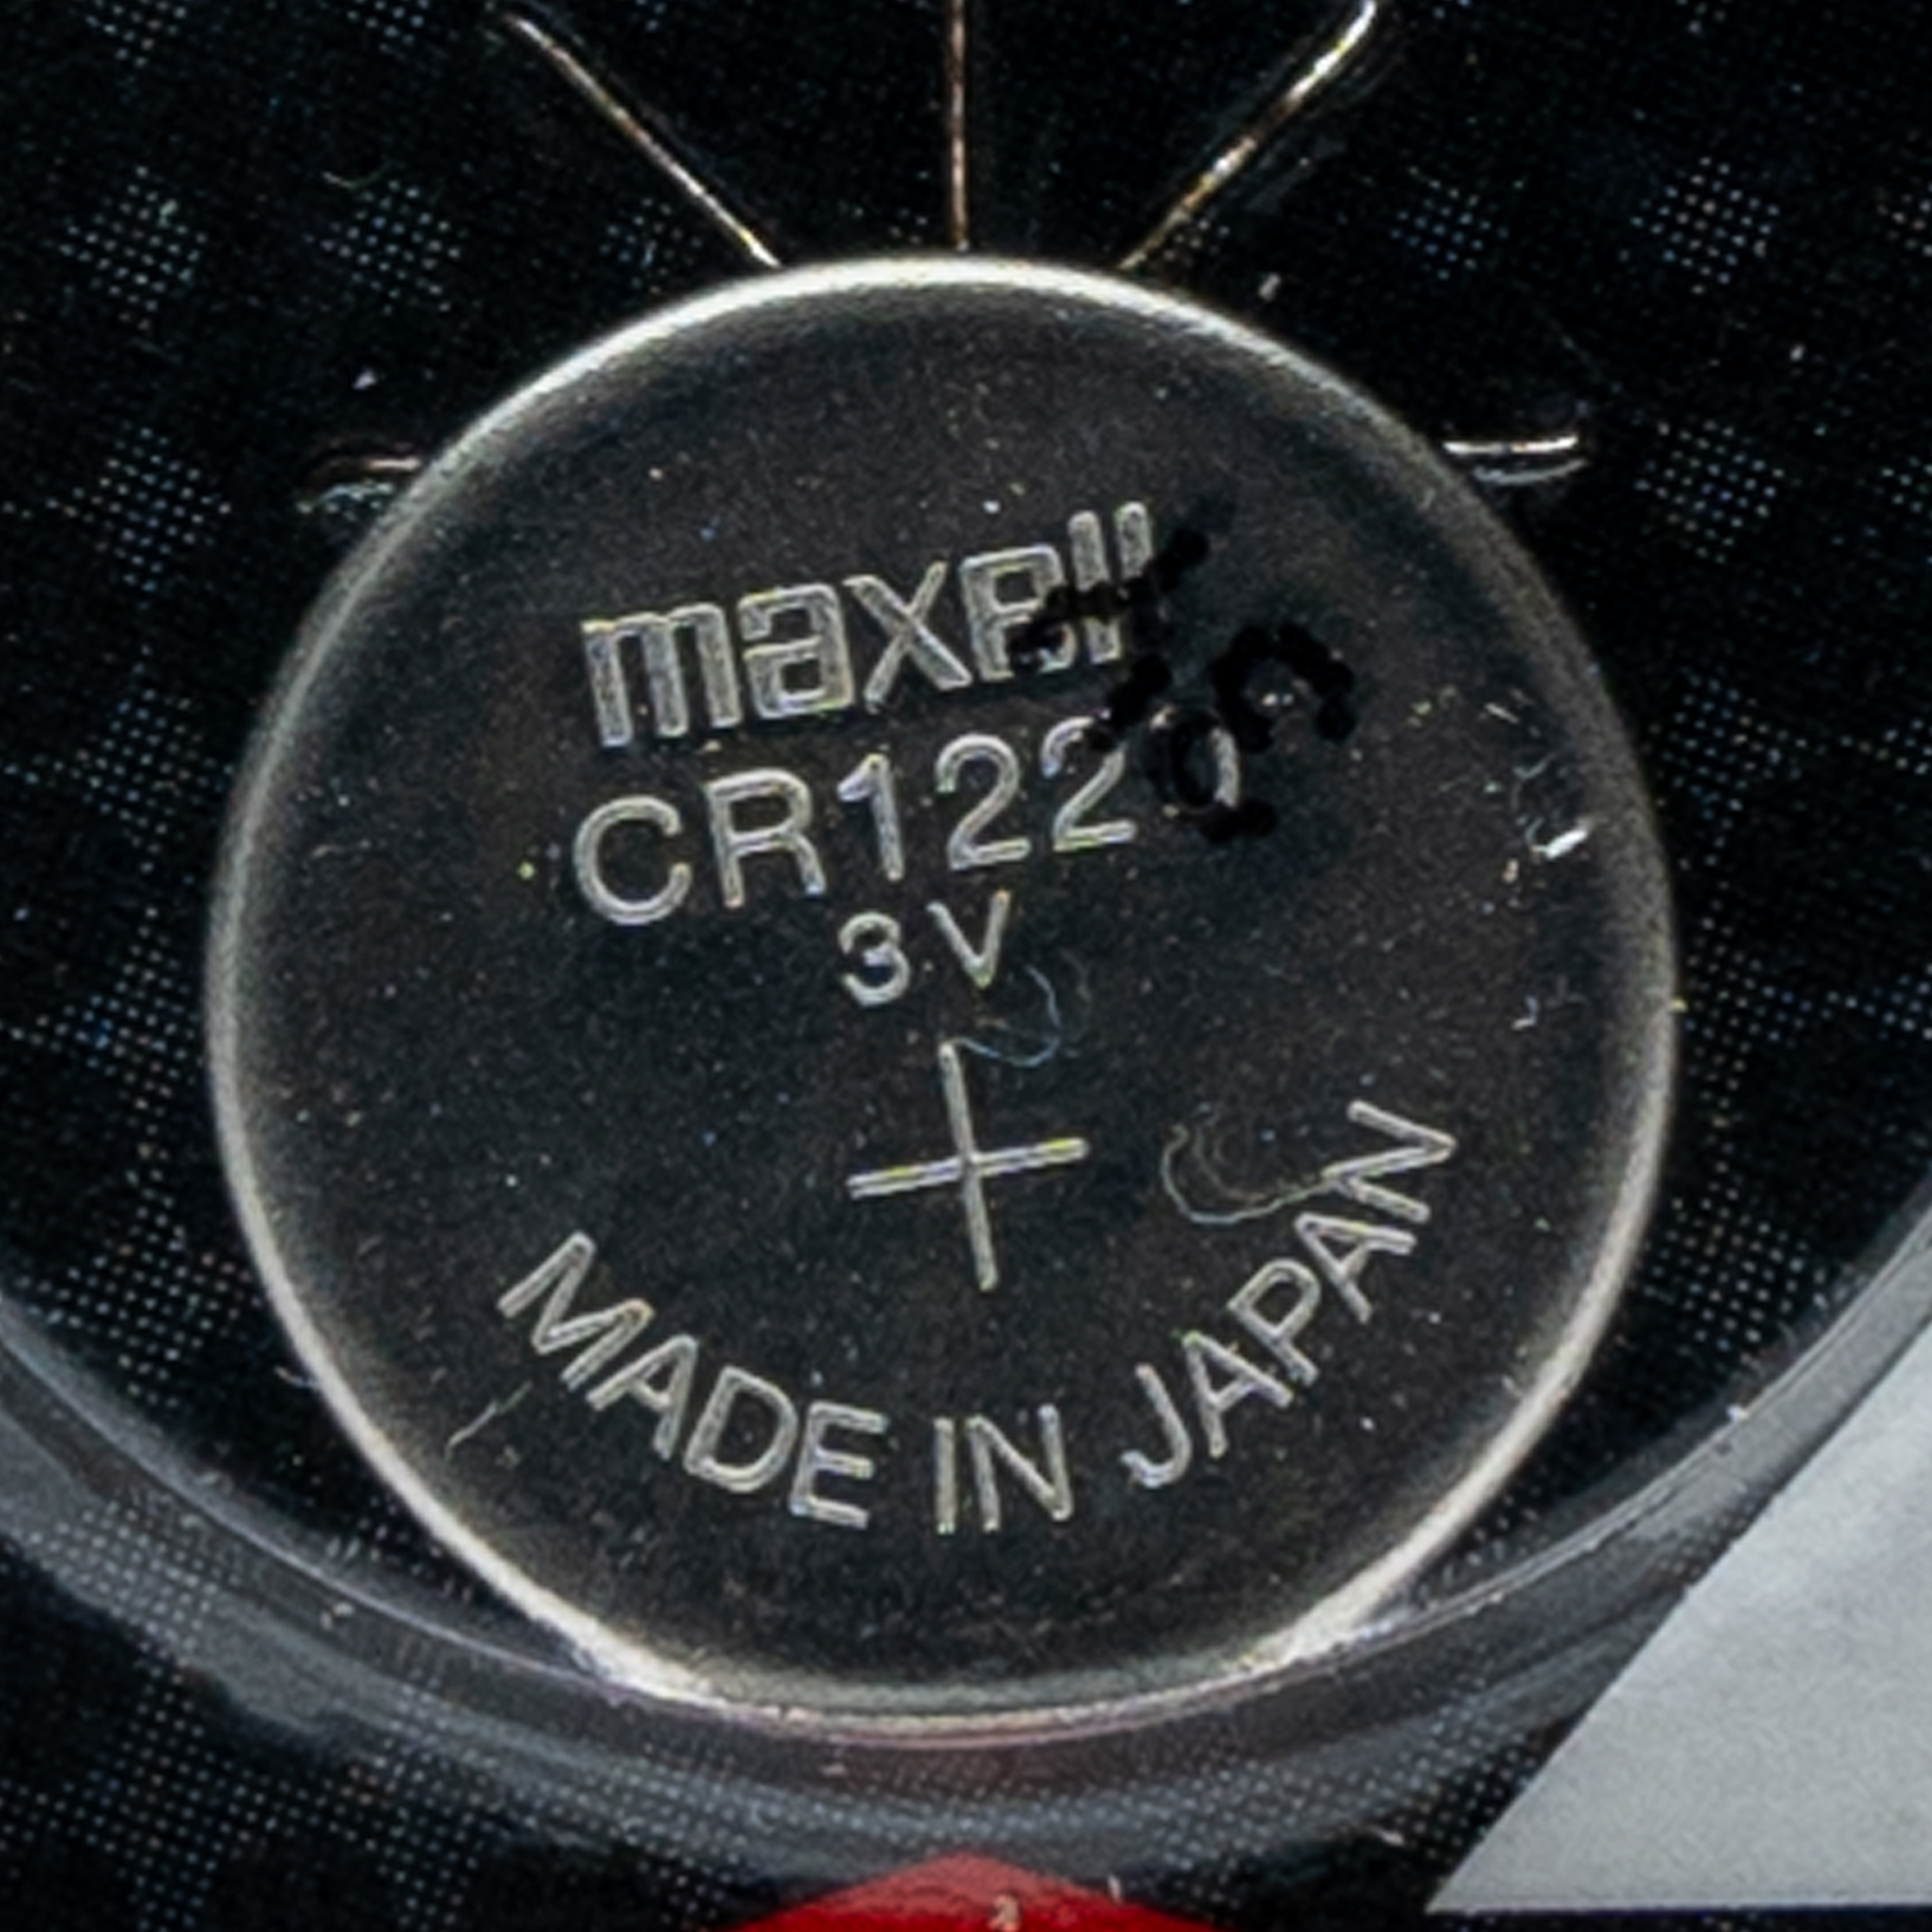 maxell
CR1220
3V
+
MADE IN JAPAN